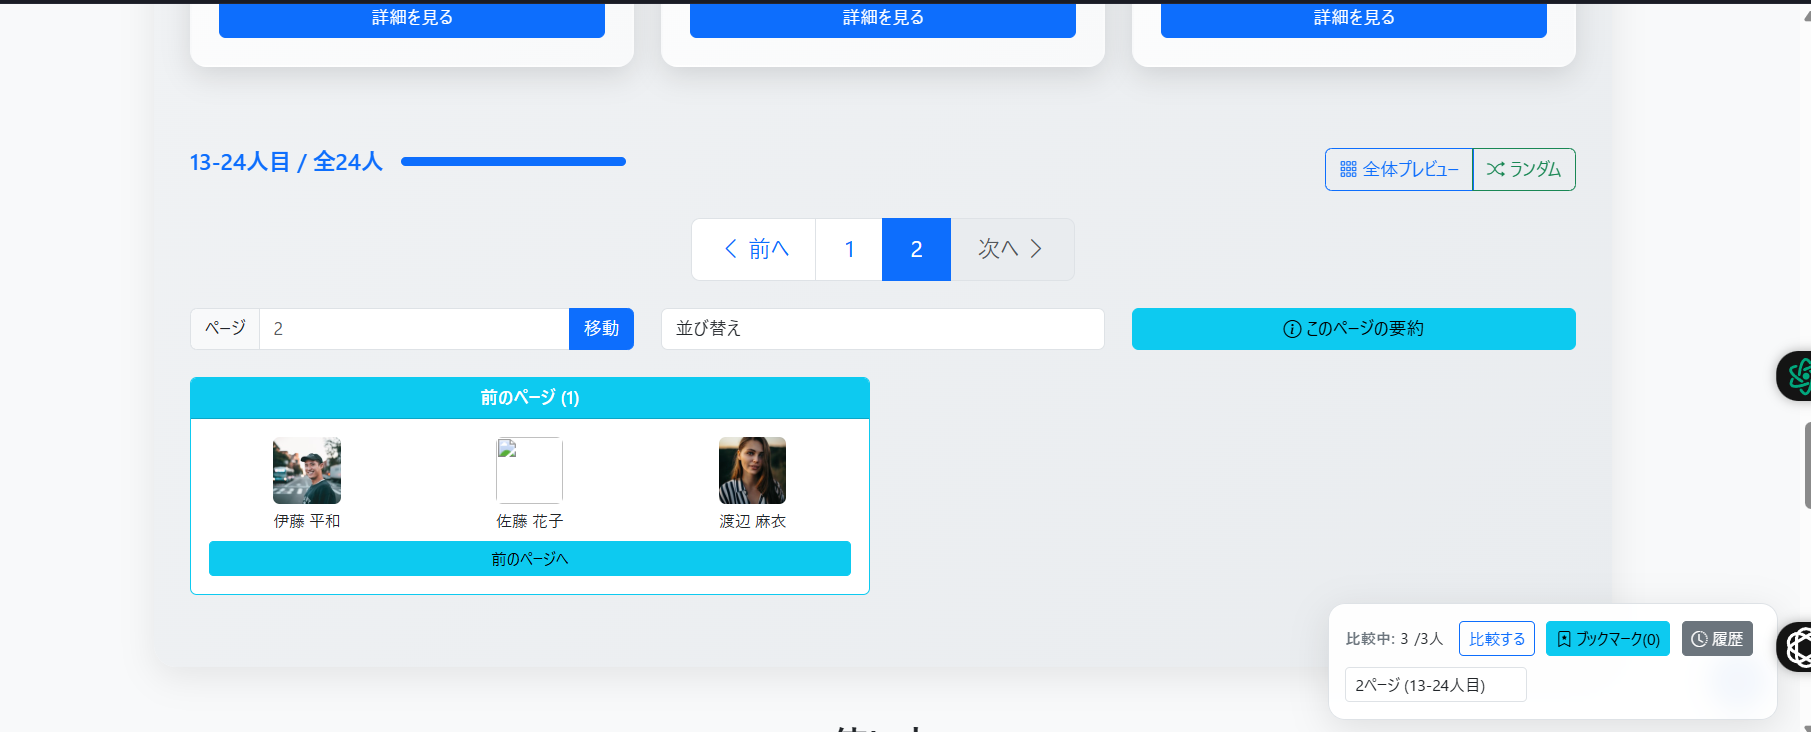 詳細を見る 詳細を見る 詳細を見る
13-24人目 / 全24人
全体プレビュー ランダム
前へ 1 2 次へ
ページ 2 移動 並び替え このページの要約
前のページ (1)
伊藤 平和 佐藤 花子 渡辺 麻衣
前のページへ
比較中: 3 /3人 比較する ブックマーク(0) 履歴
2ページ (13-24人目)